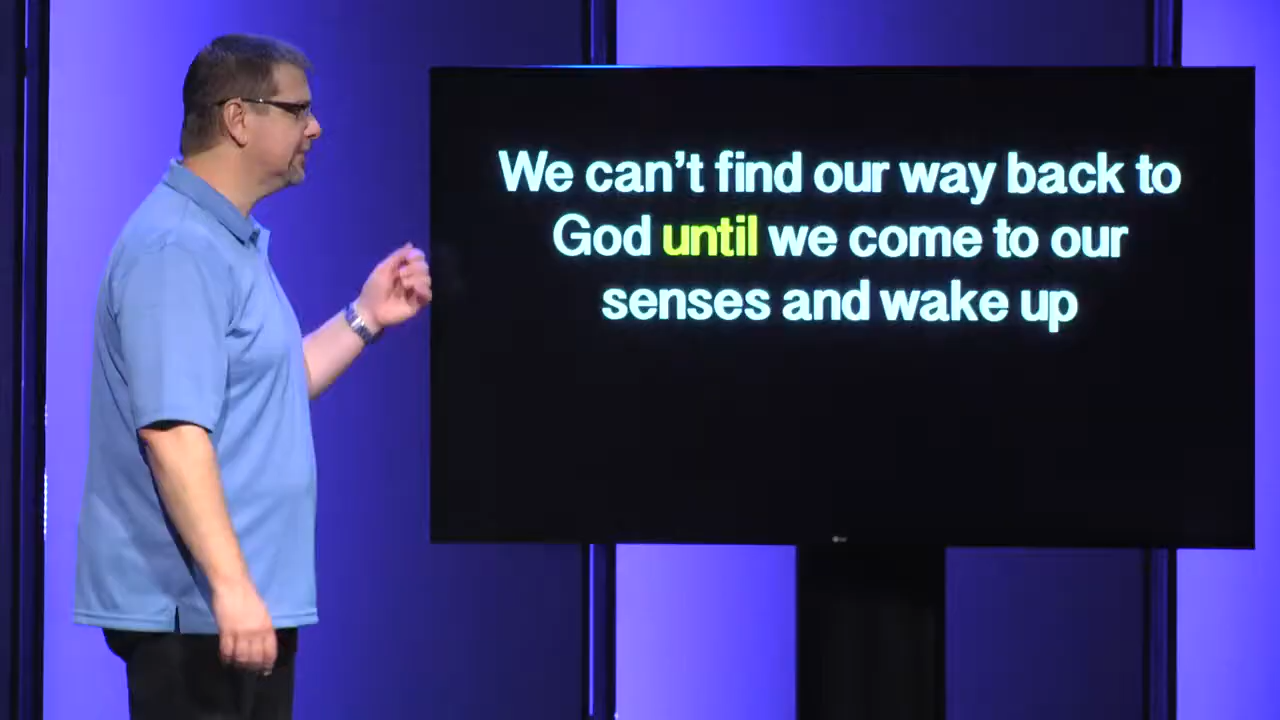 We can't find our way back to
God until we come to our
senses and wake up